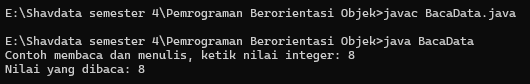 E:\Shavdata semester 4\Pemrograman Berorientasi Objek>javac BacaData.java
E:\Shavdata semester 4\Pemrograman Berorientasi Objek>java BacaData
Contoh membaca dan menulis, ketik nilai integer: 8
Nilai yang dibaca: 8